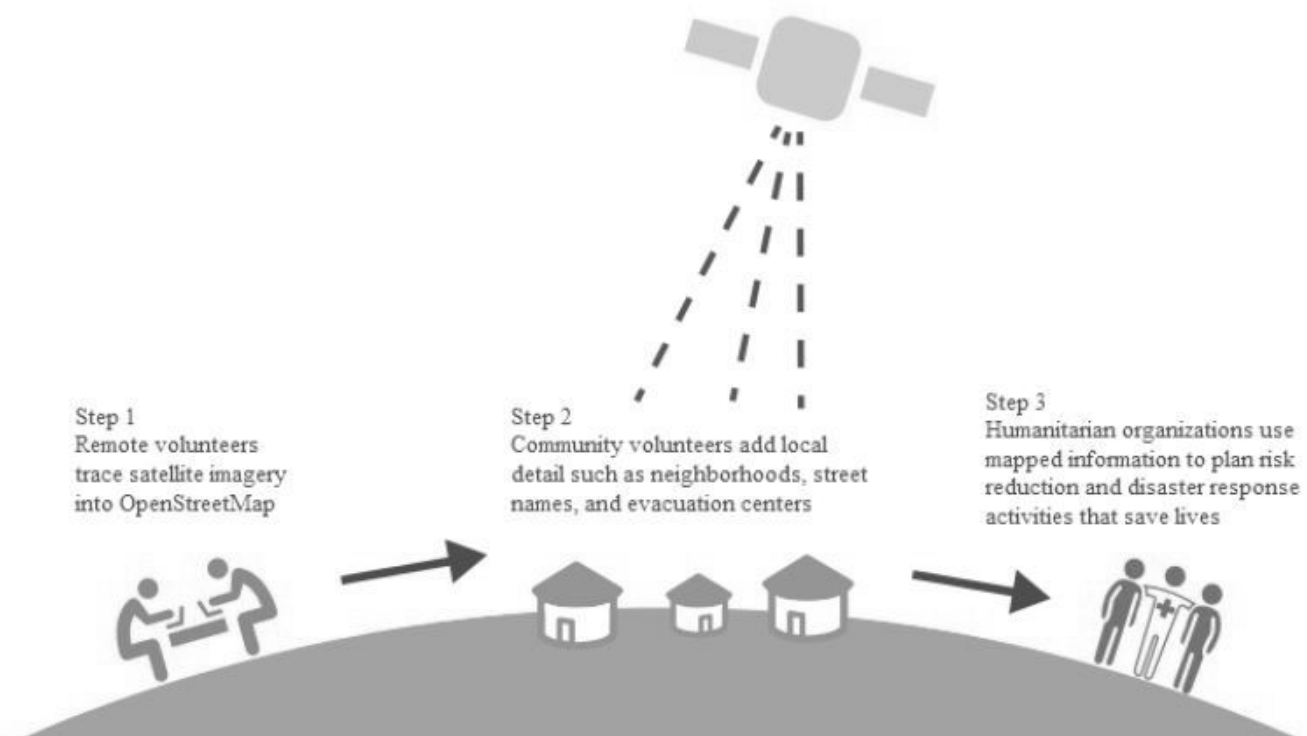 Step 1
Remote volunteers
trace satellite imagery
into OpenStreetMap
Step 2
Community volunteers add local
detail such as neighborhoods, street
names, and evacuation centers
Step 3
Humanitarian organizations use
mapped information to plan risk
reduction and disaster response
activities that save lives